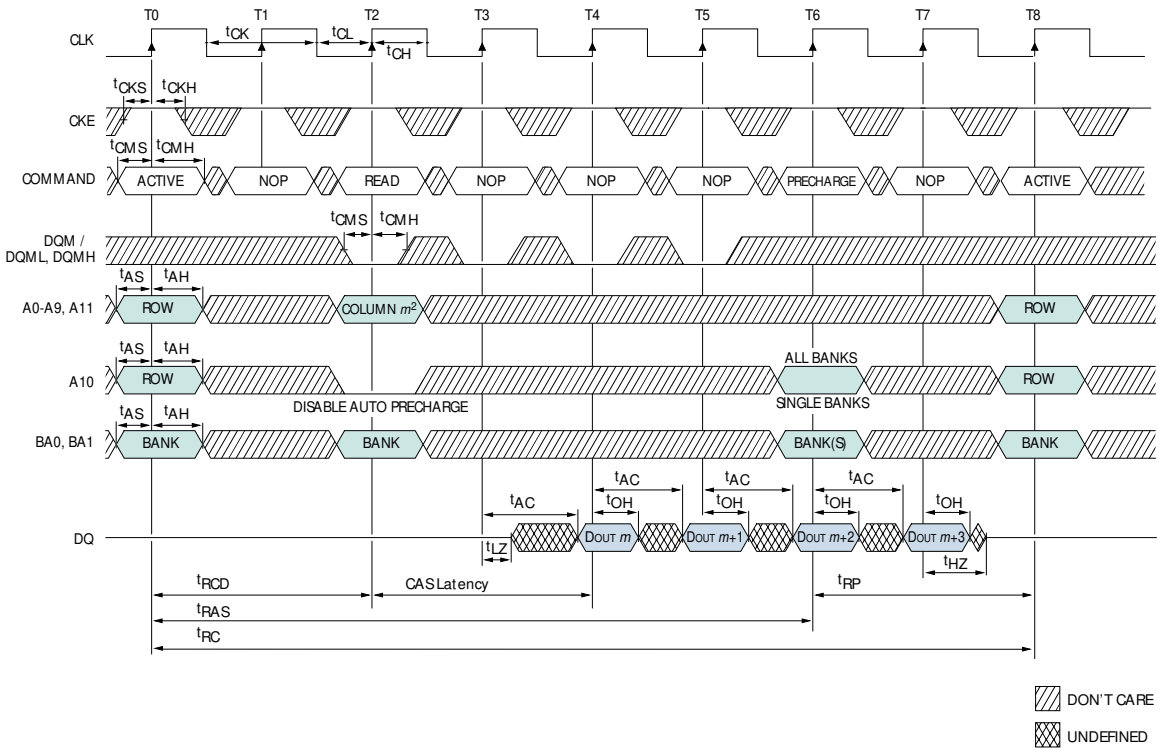 T0 T1 T2 T3 T4 T5 T6 T7 T8
CLK
tCK tCL tCH
tCKS tCKH
CKE
tCMS tCMH
COMMAND ACTIVE NOP READ NOP NOP NOP PRECHARGE NOP ACTIVE
tCMS tCMH
DQM /
DQML, DQMH
tAS tAH
A0-A9, A11 ROW COLUMN m2 ROW
tAS tAH
ALL BANKS
A10 ROW ROW
DISABLE AUTO PRECHARGE SINGLE BANKS
tAS tAH
BA0, BA1 BANK BANK BANK(S) BANK
tAC tAC tAC tAC
tOH tOH tOH tOH
DQ DOUT m DOUT m+1 DOUT m+2 DOUT m+3
tLZ tHZ
tRCD CAS Latency tRP
tRAS
tRC
DON'T CARE
UNDEFINED